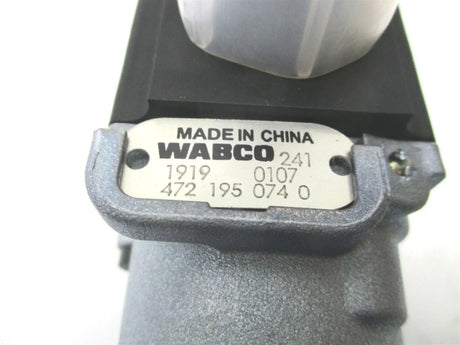 MADE IN CHINA
WABCO 241
1919 0107
472 195 074 0